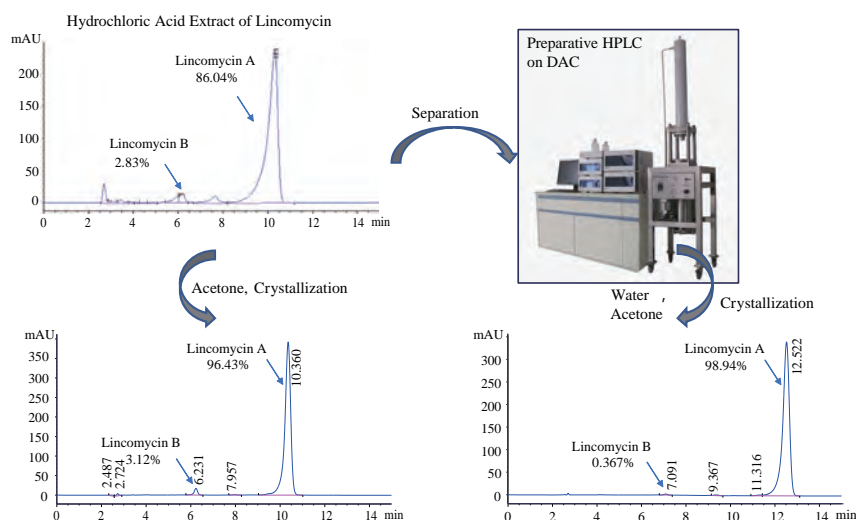 Hydrochloric Acid Extract of Lincomycin
mAU
200
150
100
50
0
Lincomycin A
86.04%
Lincomycin B
2.83%
0 2 4 6 8 10 12 14 min
Separation
Preparative HPLC
on DAC
Acetone, Crystallization
Water ,
Acetone
Crystallization
mAU
350
300
250
200
150
100
50
0
Lincomycin A
96.43%
10.360
Lincomycin B
3.12%
2.487
2.724
6.231
7.957
0 2 4 6 8 10 12 14 min
mAU
300
250
200
150
100
50
0
Lincomycin A
98.94%
12.522
Lincomycin B
0.367%
7.091
9.367
11.316
0 2 4 6 8 10 12 14 min